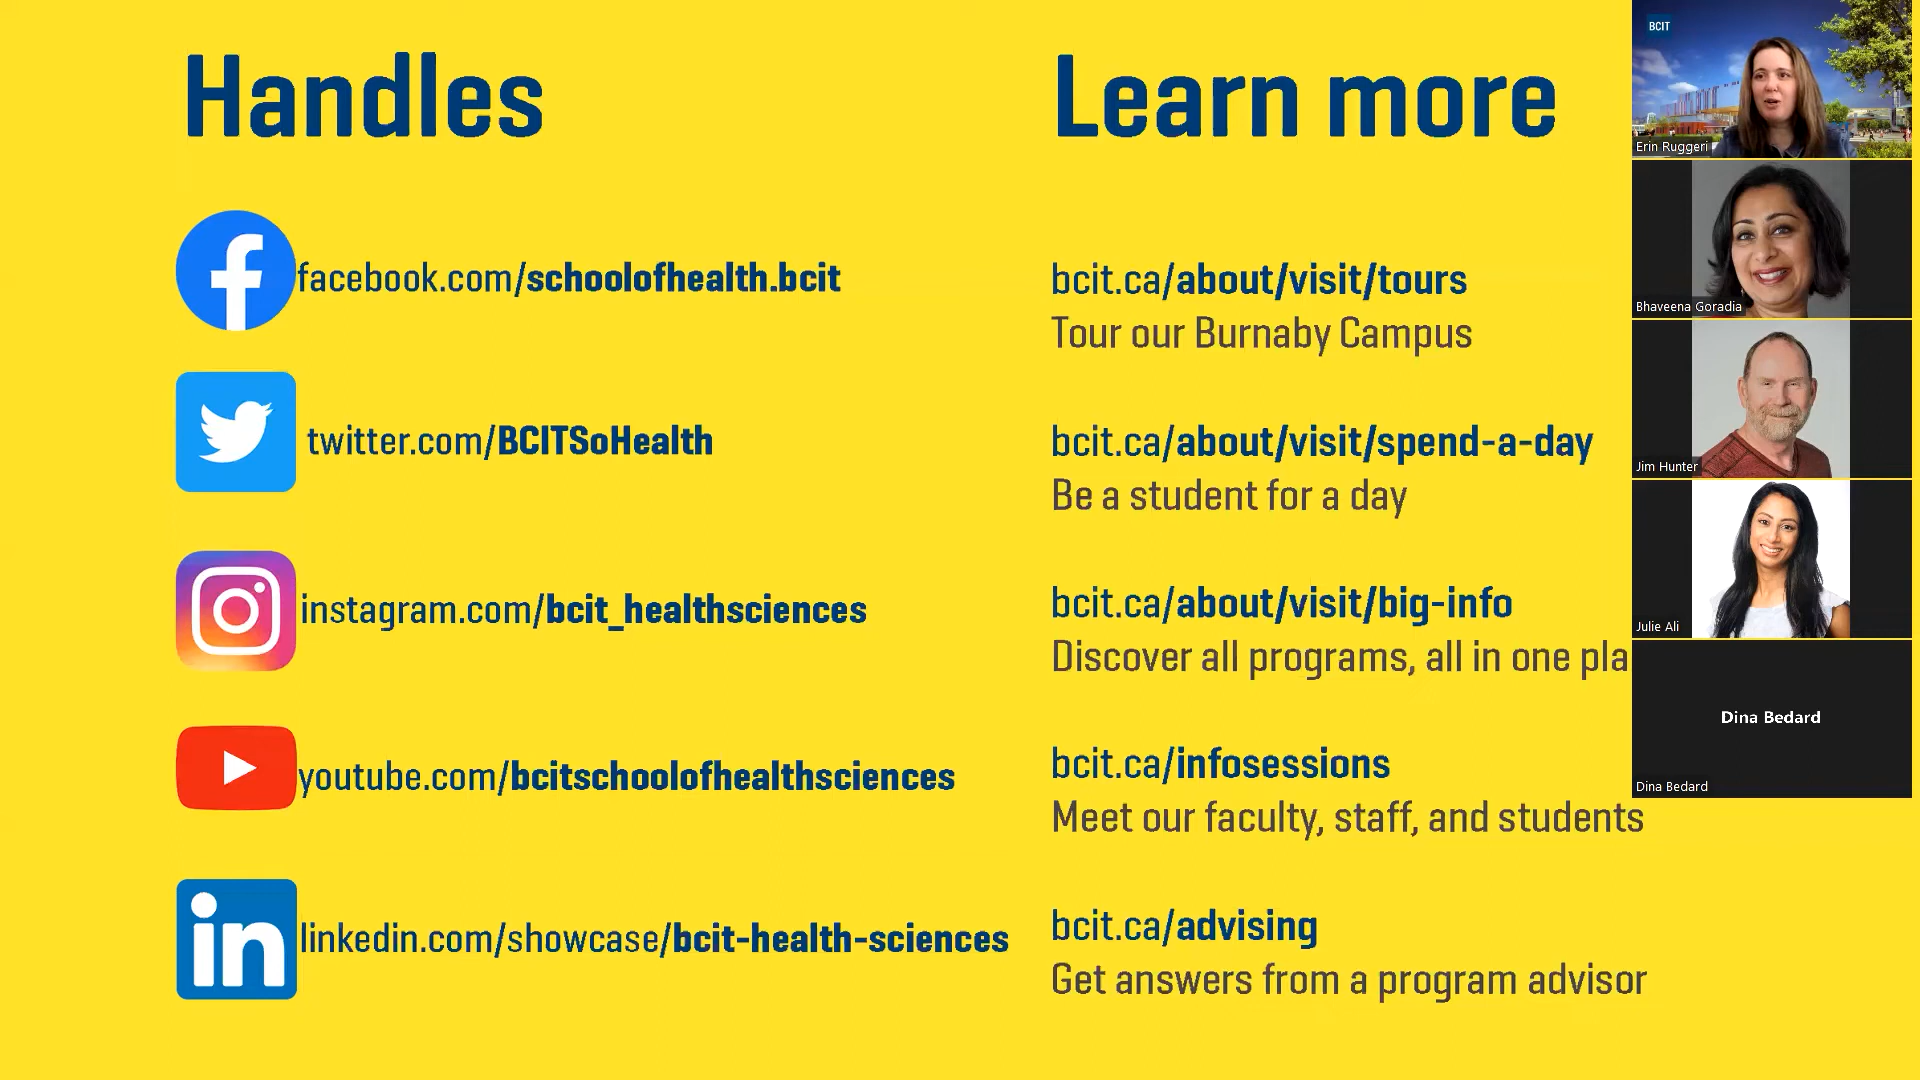 Handles
facebook.com/schoolofhealth.bcit
twitter.com/BCITSoHealth
instagram.com/bcit_healthsciences
youtube.com/bcitschoolofhealthsciences
in
linkedin.com/showcase/bcit-health-sciences
Learn more
bcit.ca/about/visit/tours
Tour our Burnaby Campus
bcit.ca/about/visit/spend-a-day
Be a student for a day
bcit.ca/about/visit/big-info
Discover all programs, all in one pla
bcit.ca/infosessions
Meet our faculty, staff, and students
bcit.ca/advising
Get answers from a program advisor
BCIT
Erin Ruggeri
Bhaveena Goradia
Jim Hunter
Julie Ali
Dina Bedard
Dina Bedard